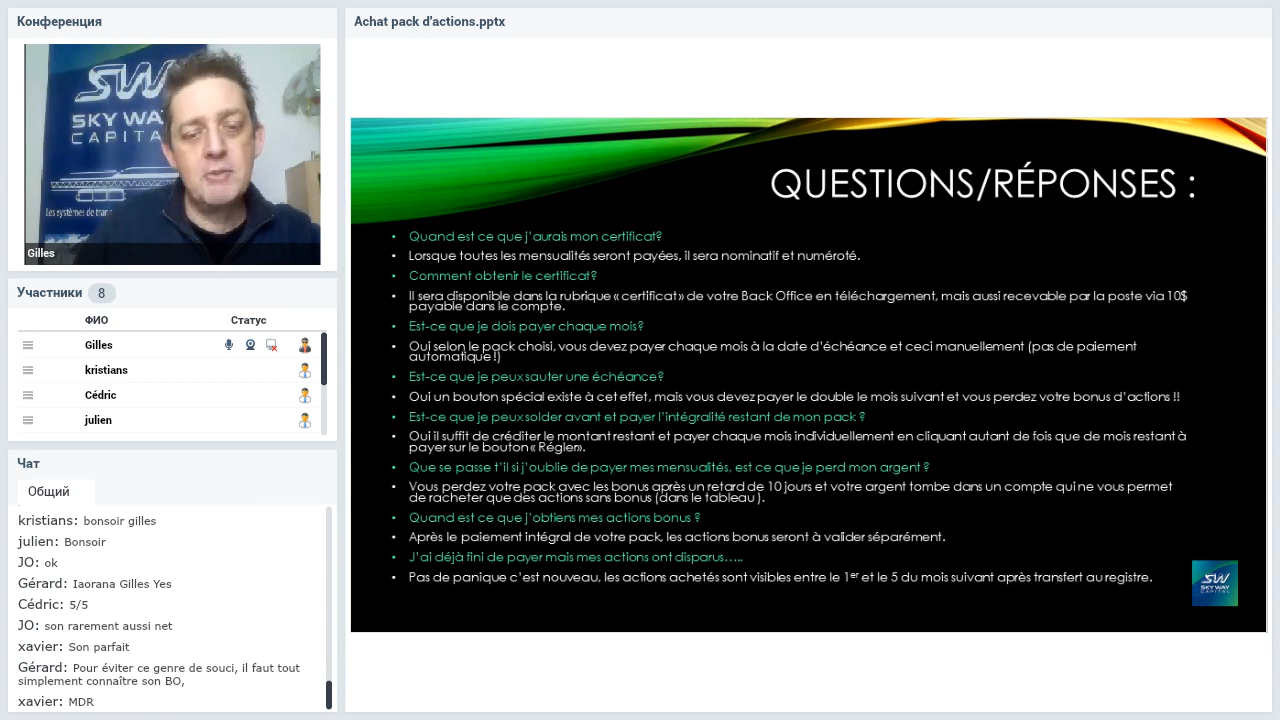 Конференция
SW
SKY WAY
CAPITAL
Les systèmes de tran
Gilles
Участники 8
ФИО Статус
Gilles
kristians
Cédric
julien
Чат
Общий
kristians: bonsoir gilles
julien: Bonsoir
JO: ok
Gérard: Iaorana Gilles Yes
Cédric: 5/5
JO: son rarement aussi net
xavier: Son parfait
Gérard: Pour éviter ce genre de souci, il faut tout
simplement connaître son BO,
xavier: MDR
Achat pack d'actions.pptx
QUESTIONS/RÉPONSES :
• Quand est ce que j'aurais mon certificat?
• Lorsque toutes les mensualités seront payées, il sera nominatif et numéroté.
• Comment obtenir le certificat?
• Il sera disponible dans la rubrique « certificat » de votre Back Office en téléchargement, mais aussi recevable par la poste via 10$
payable dans le compte.
• Est-ce que je dois payer chaque mois?
• Oui selon le pack choisi, vous devez payer chaque mois à la date d'échéance et ceci manuellement (pas de paiement
automatique !)
• Est-ce que je peux sauter une échéance?
• Oui un bouton spécial existe à cet effet, mais vous devez payer le double le mois suivant et vous perdez votre bonus d'actions !!
• Est-ce que je peux solder avant et payer l'intégralité restant de mon pack ?
• Oui il suffit de créditer le montant restant et payer chaque mois individuellement en cliquant autant de fois que de mois restant à
payer sur le bouton « Régler».
• Que se passe t'il si j'oublie de payer mes mensualités, est ce que je perd mon argent ?
• Vous perdez votre pack avec les bonus après un retard de 10 jours et votre argent tombe dans un compte qui ne vous permet
de racheter que des actions sans bonus (dans le tableau ).
• Quand est ce que j'obtiens mes actions bonus ?
• Après le paiement intégral de votre pack, les actions bonus seront à valider séparément.
• J'ai déjà fini de payer mais mes actions ont disparus…..
• Pas de panique c'est nouveau, les actions achetés sont visibles entre le 1er et le 5 du mois suivant après transfert au registre.
SW
SKY WAY
CAPITAL